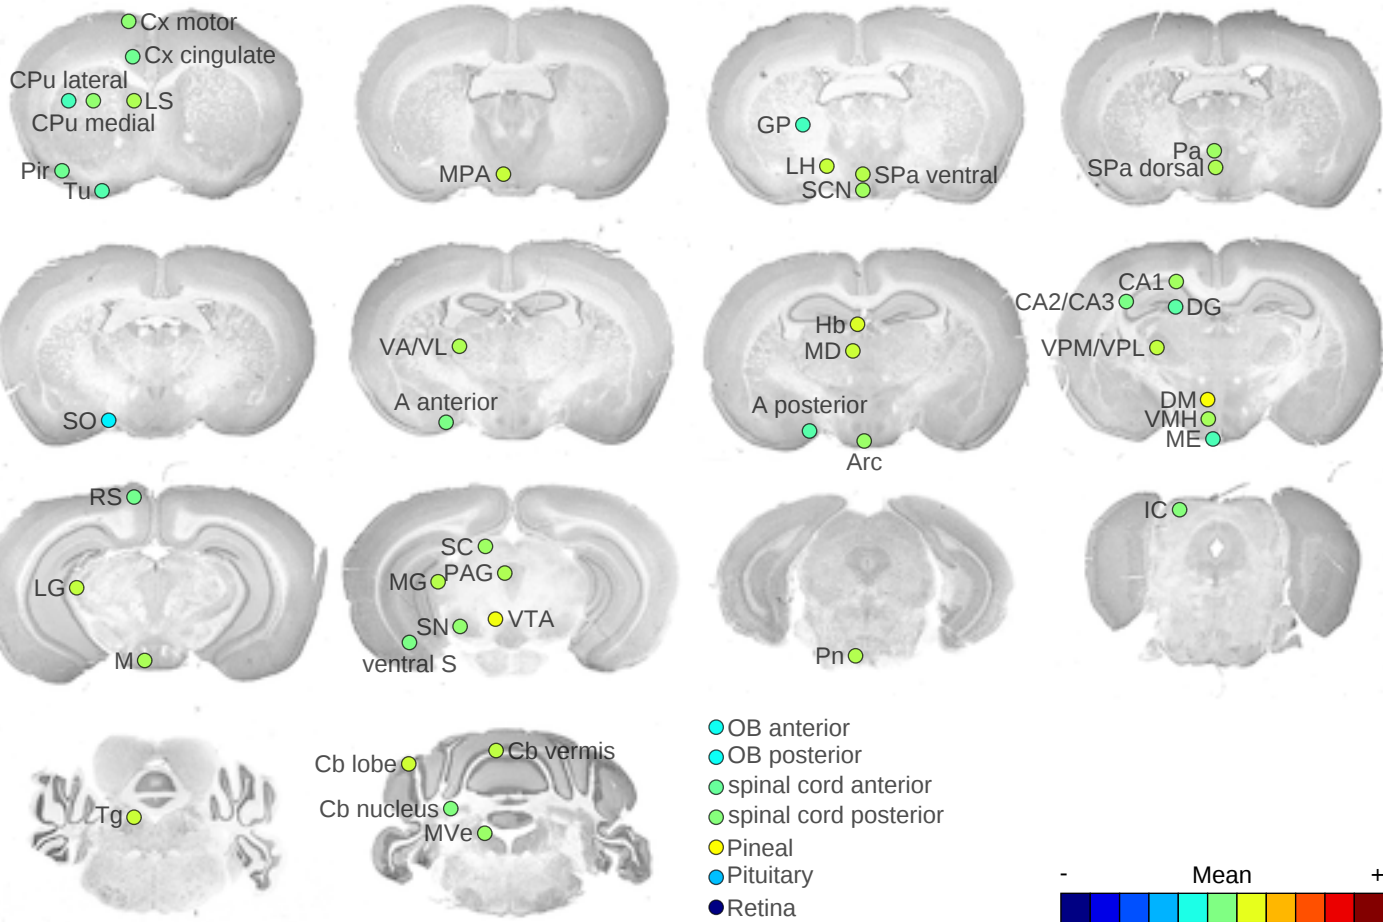 Cx motor
Cx cingulate
CPu lateral
LS
CPu medial
Pir
Tu
MPA
GP
LH
SPa ventral
SCN
Pa
SPa dorsal
SO
VA/VL
A anterior
Hb
MD
A posterior
Arc
CA1
CA2/CA3
DG
VPM/VPL
DM
VMH
ME
RS
LG
M
SC
PAG
MG
VTA
SN
ventral S
Pn
IC
Tg
Cb lobe
Cb vermis
Cb nucleus
MVe
OB anterior
OB posterior
spinal cord anterior
spinal cord posterior
Pineal
Pituitary
Retina
- Mean +